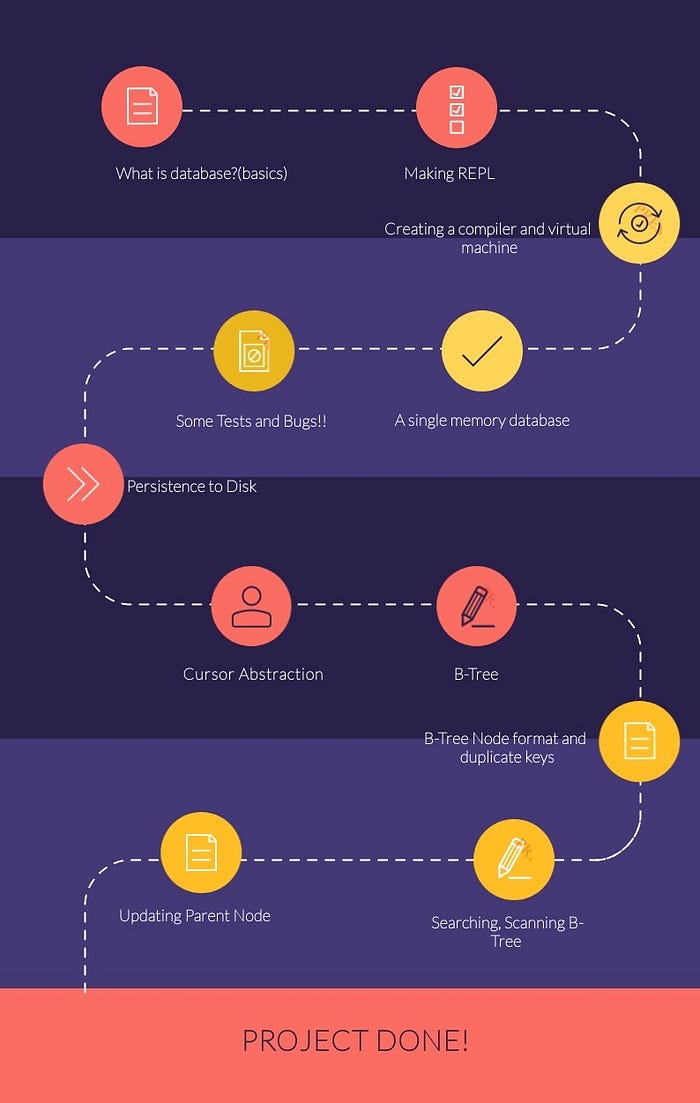 What is database?(basics)
Making REPL
Creating a compiler and virtual
machine
Some Tests and Bugs!!
A single memory database
Persistence to Disk
Cursor Abstraction
B-Tree
B-Tree Node format and
duplicate keys
Updating Parent Node
Searching, Scanning B-
Tree
PROJECT DONE!